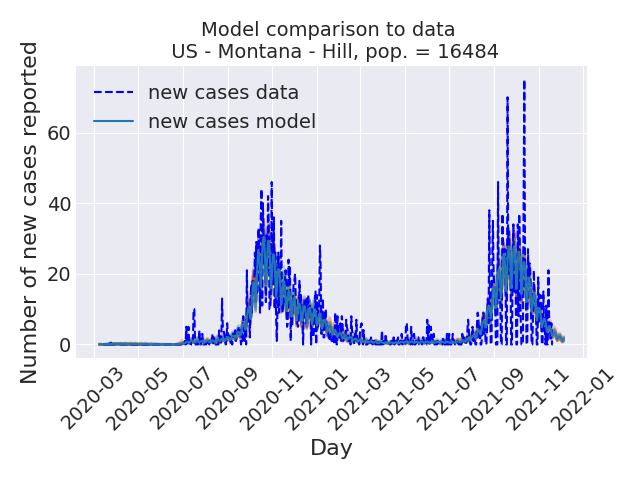 Model comparison to data
US - Montana - Hill, pop. = 16484
Number of new cases reported
new cases data
new cases model
60
40
20
0
2020-03
2020-05
2020-07
2020-09
2020-11
2021-01
2021-03
2021-05
2021-07
2021-09
2021-11
2022-01
Day